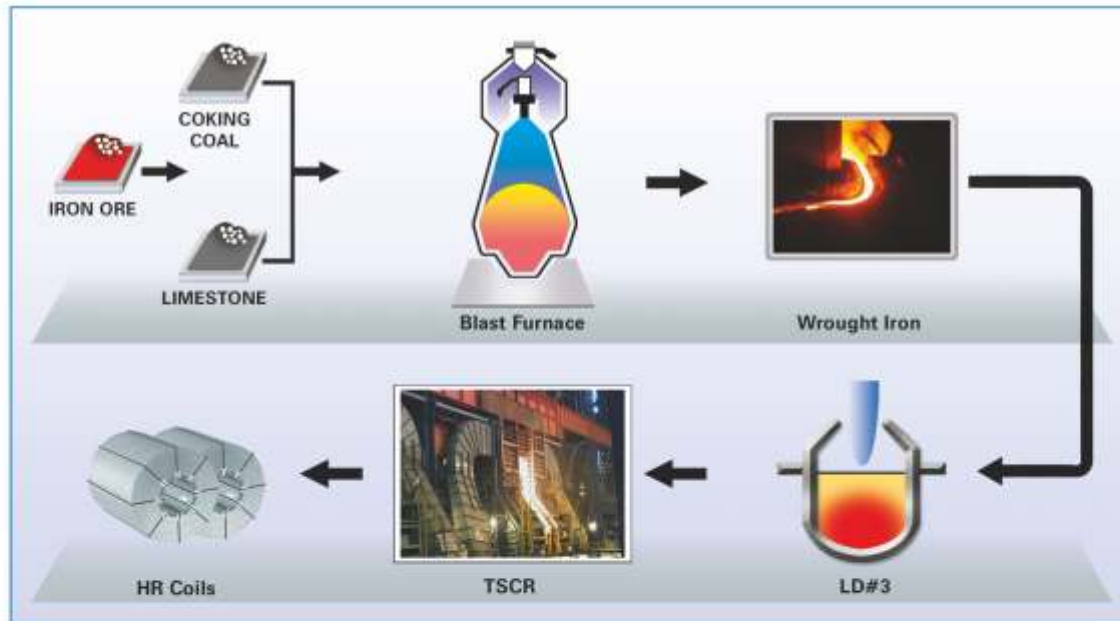 COKING
COAL
IRON ORE
LIMESTONE
Blast Furnace
Wrought Iron
HR Coils
TSCR
LD#3